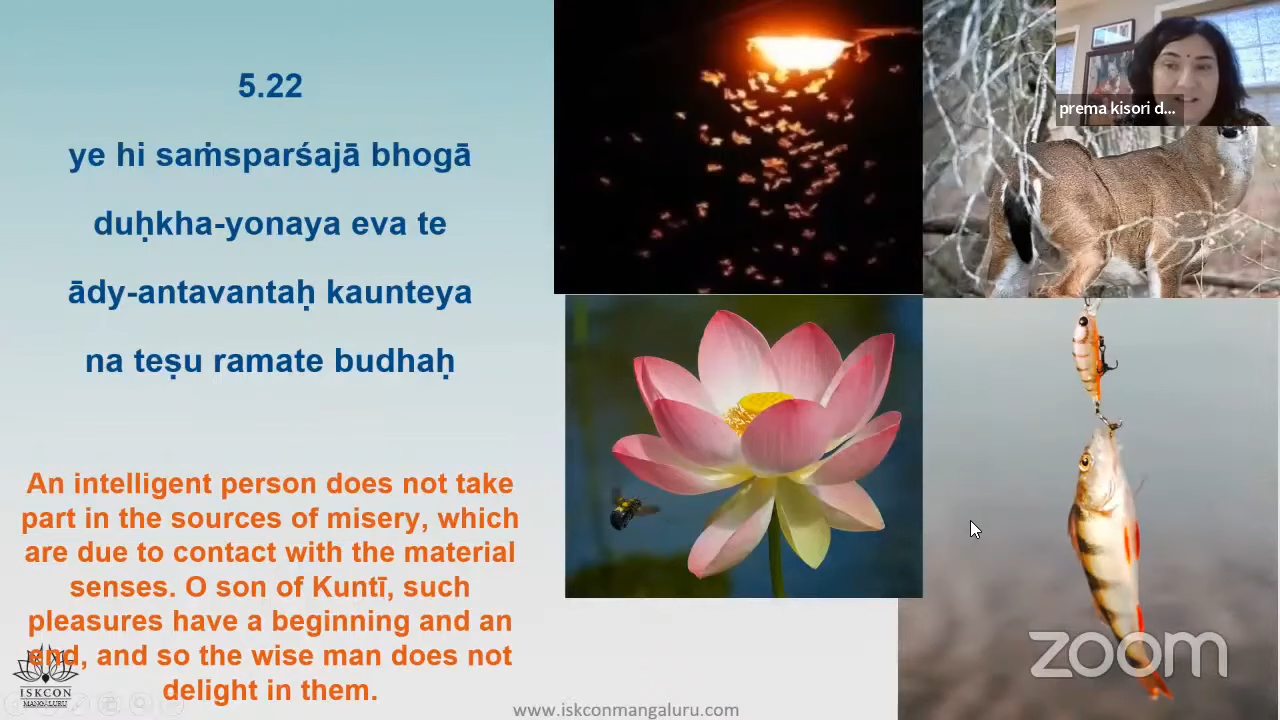 5.22
ye hi saṁsparśajā bhogā
duḥkha-yonaya eva te
ādy-antavantaḥ kaunteya
na teṣu ramate budhaḥ
An intelligent person does not take
part in the sources of misery, which
are due to contact with the material
senses. O son of Kuntī, such
pleasures have a beginning and an
end, and so the wise man does not
delight in them.
ISKCON
MANGALURU
www.iskconmangaluru.com
prema kisori d...
zoom